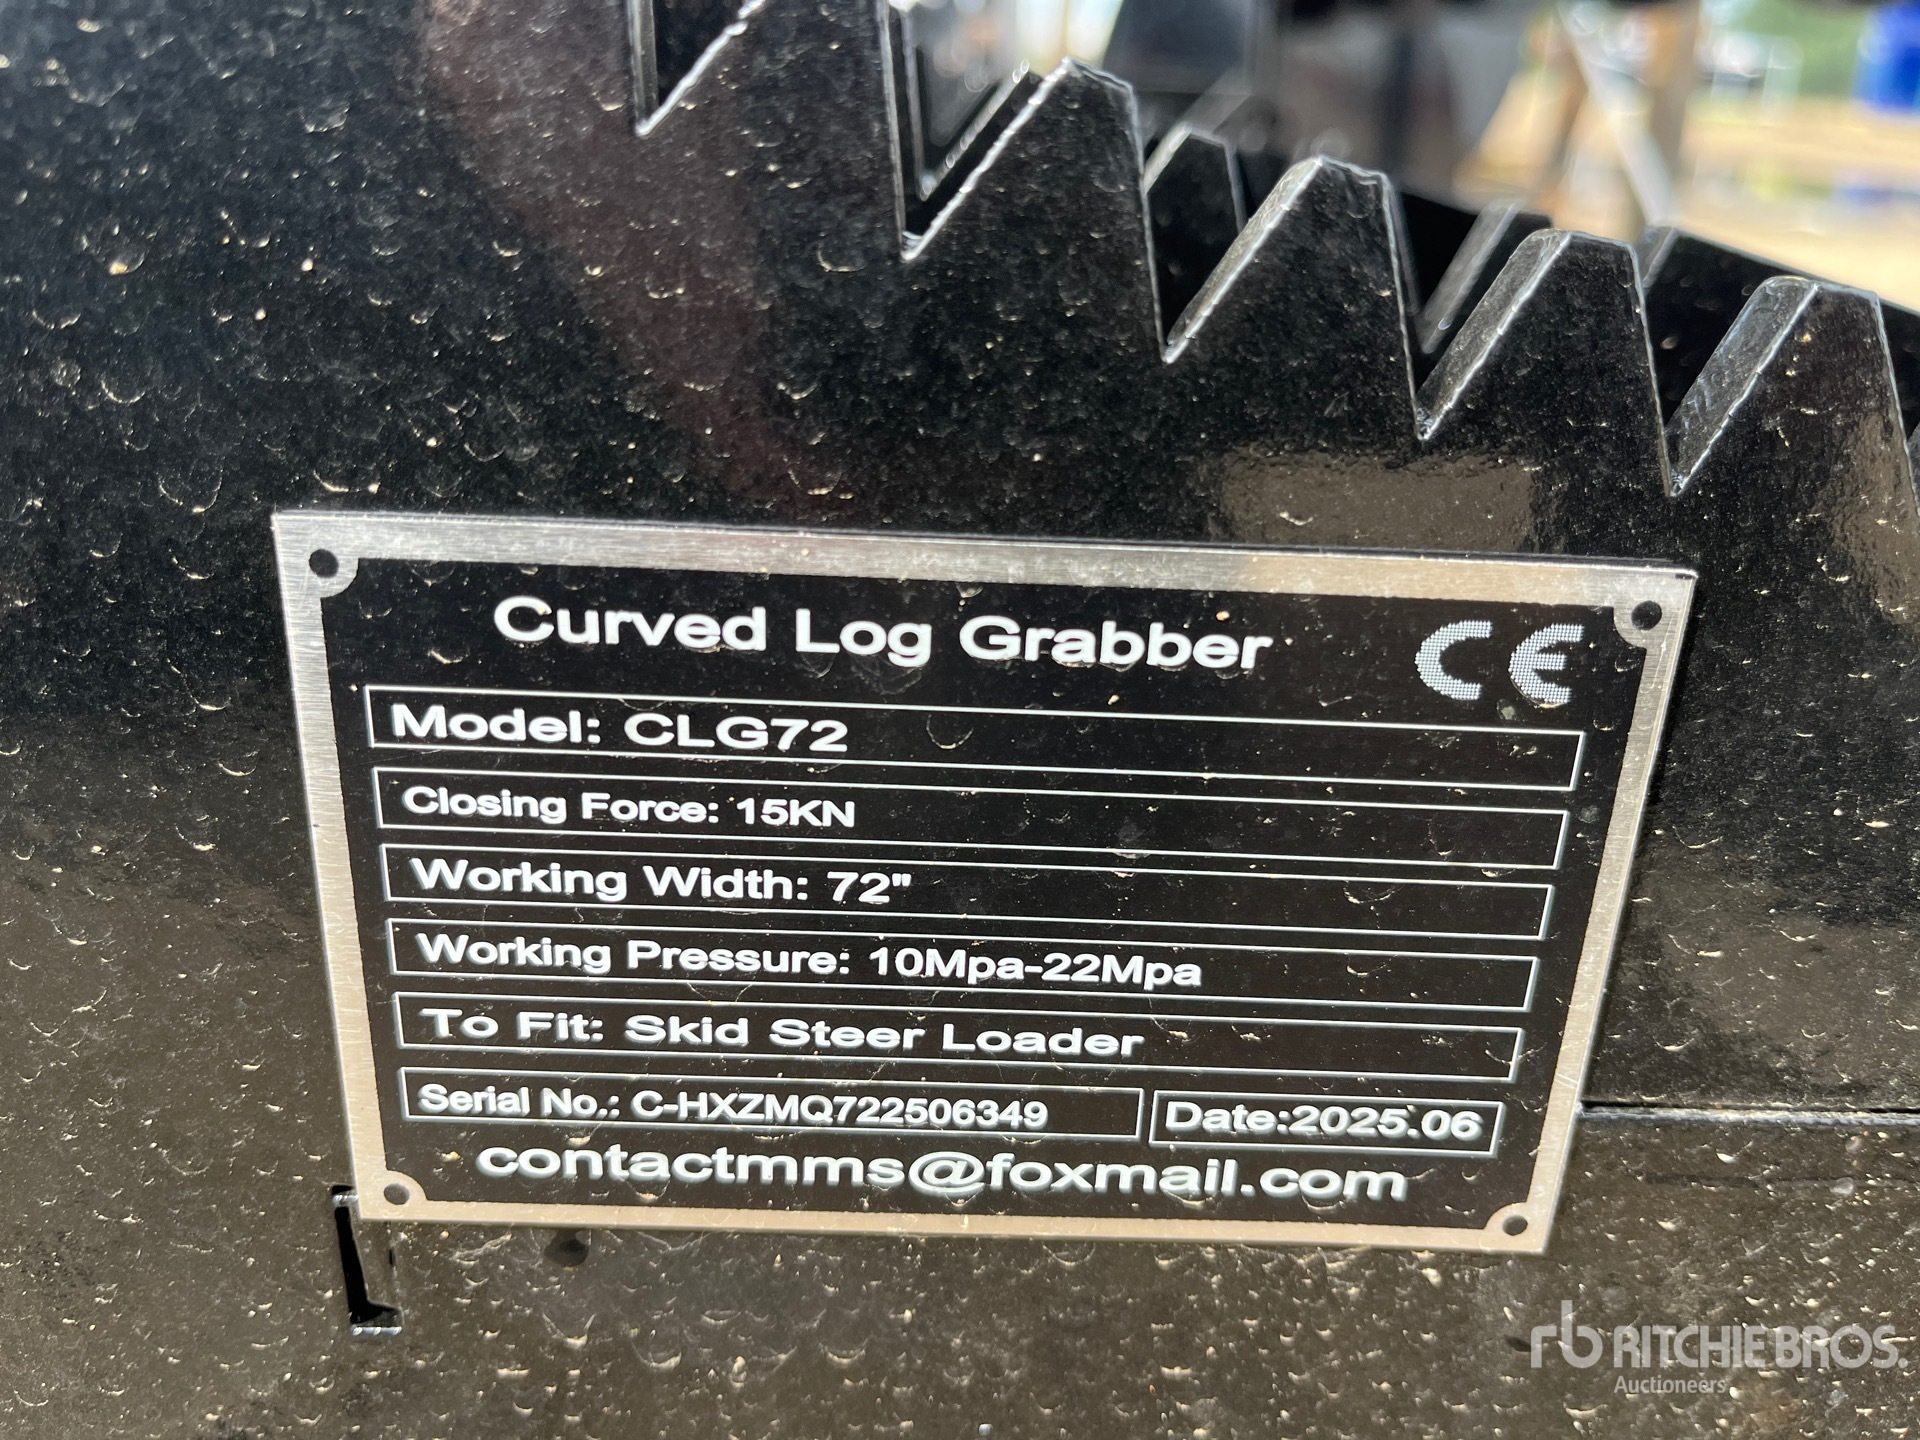 Curved Log Grabber CE
Model: CLG72
Closing Force: 15KN
Working Width: 72"
Working Pressure: 10Mpa-22Mpa
To Fit: Skid Steer Loader
Serial No.: C-HXZMQ722506349 Date:2025.06
contactmms@foxmail.com
rb RITCHIE BROS.
Auctioneers